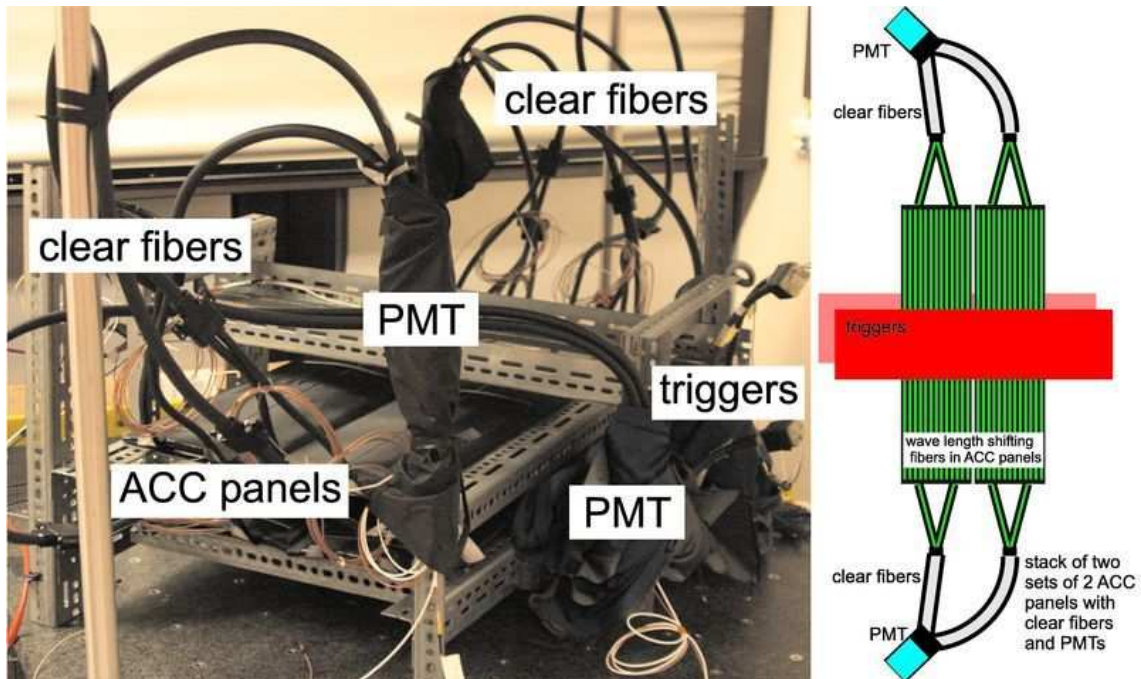 clear fibers
clear fibers
PMT
triggers
ACC panels
PMT
PMT
clear fibers
triggers
wave length shifting
fibers in ACC panels
clear fibers
stack of two
sets of 2 ACC
panels with
clear fibers
and PMTs
PMT